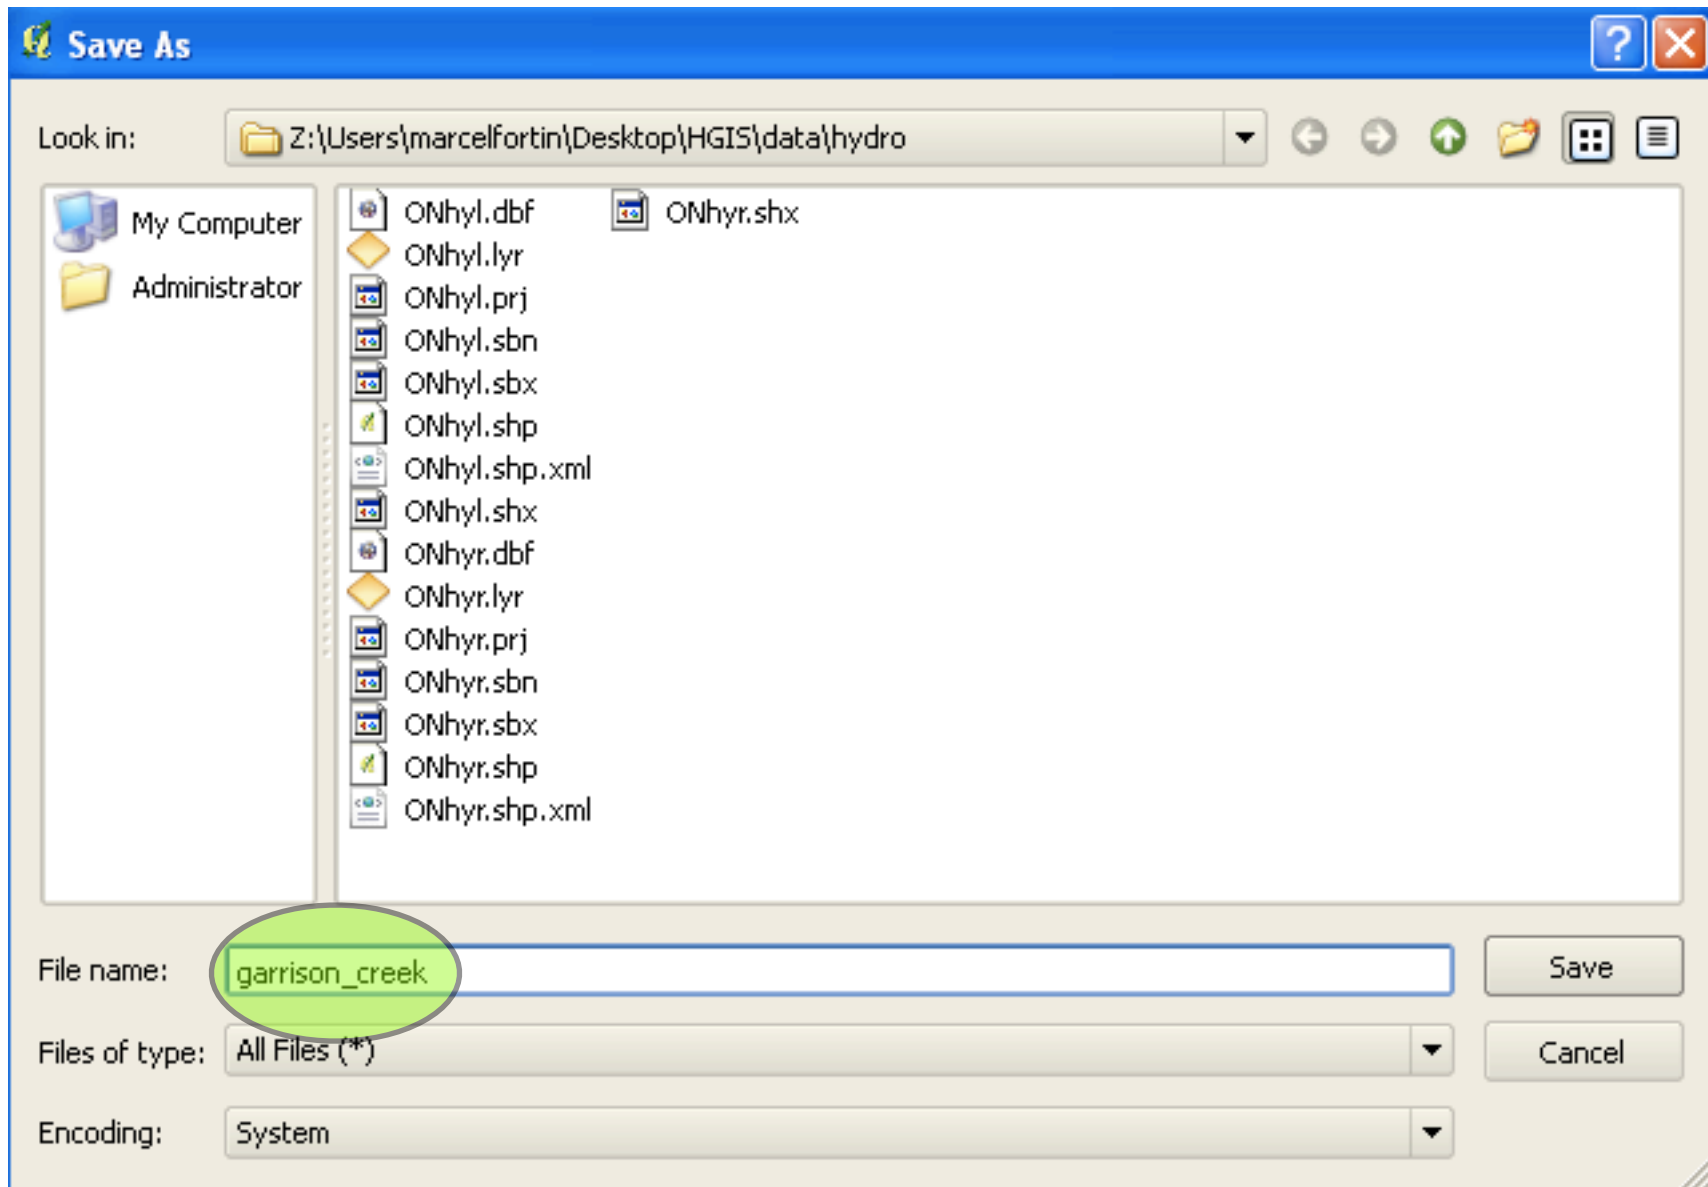 Save As
Look in: Z:\Users\marcelfortin\Desktop\HGIS\data\hydro
My Computer
Administrator
ONhyl.dbf
ONhyl.lyr
ONhyl.prj
ONhyl.sbn
ONhyl.sbx
ONhyl.shp
ONhyl.shp.xml
ONhyl.shx
ONhyr.dbf
ONhyr.lyr
ONhyr.prj
ONhyr.sbn
ONhyr.sbx
ONhyr.shp
ONhyr.shp.xml
ONhyr.shx
File name: garrison_creek
Save
Files of type: All Files (*)
Cancel
Encoding: System